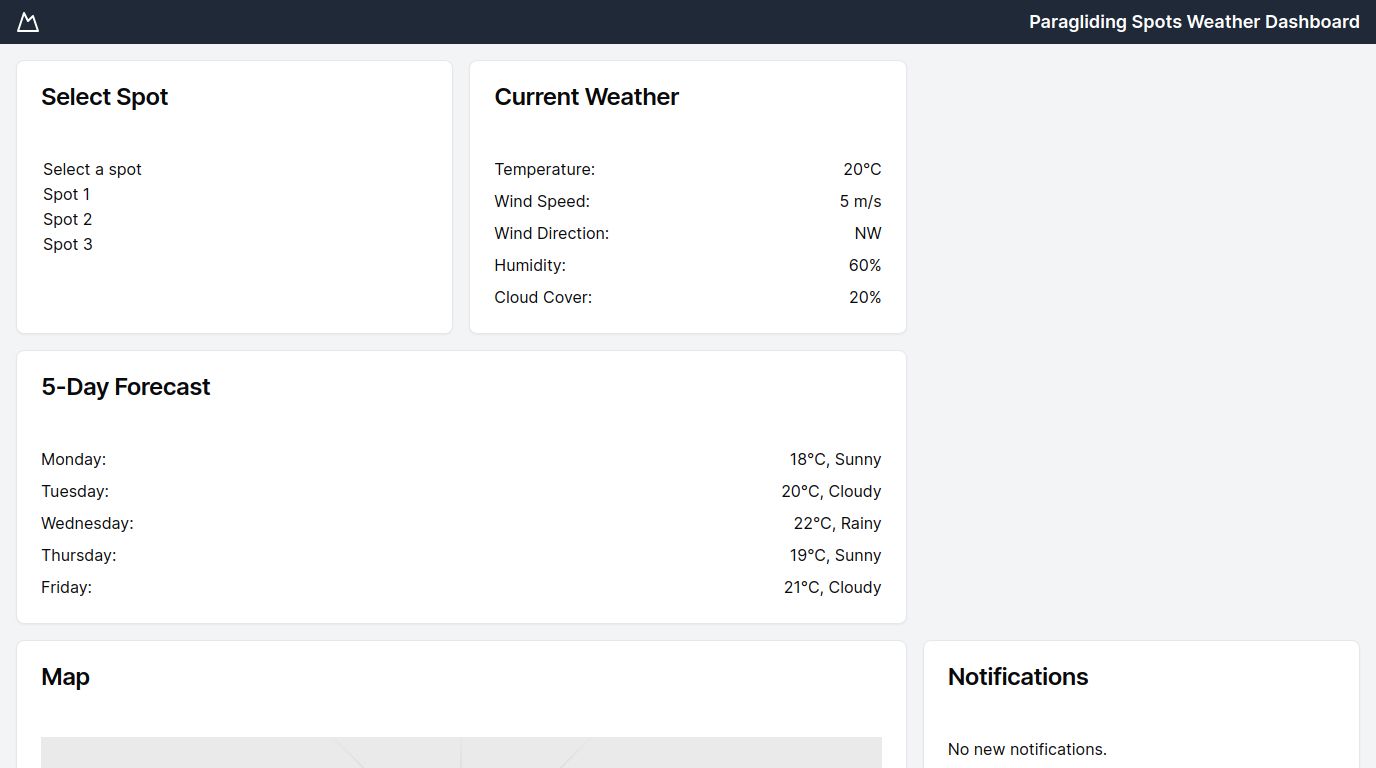 Paragliding Spots Weather Dashboard
Select Spot
Select a spot
Spot 1
Spot 2
Spot 3
Current Weather
Temperature: 20°C
Wind Speed: 5 m/s
Wind Direction: NW
Humidity: 60%
Cloud Cover: 20%
5-Day Forecast
Monday: 18°C, Sunny
Tuesday: 20°C, Cloudy
Wednesday: 22°C, Rainy
Thursday: 19°C, Sunny
Friday: 21°C, Cloudy
Map
Notifications
No new notifications.